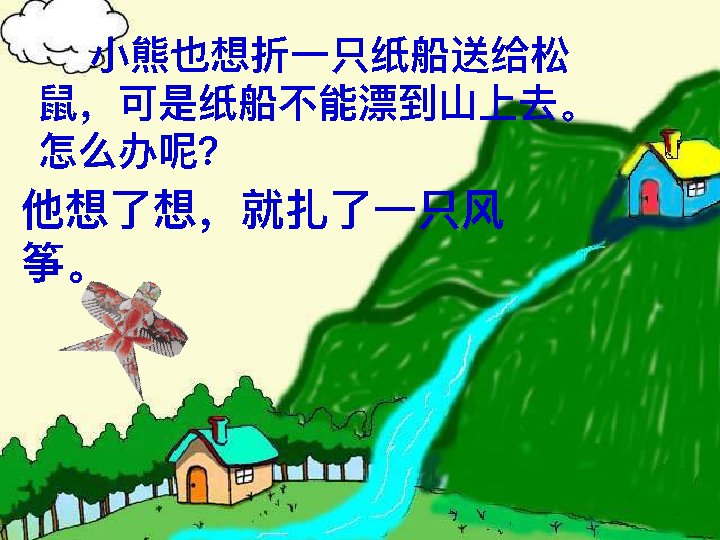 小熊也想折一只纸船送给松
鼠，可是纸船不能漂到山上去。
怎么办呢？
他想了想，就扎了一只风
筝。